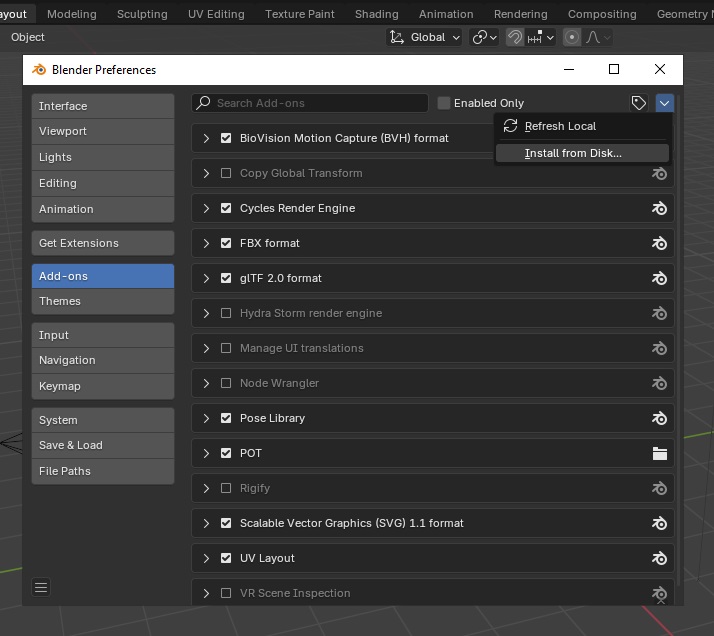 ayout Modeling Sculpting UV Editing Texture Paint Shading Animation Rendering Compositing Geometry
Object Global
Blender Preferences
Interface
Viewport
Lights
Editing
Animation
Get Extensions
Add-ons
Themes
Input
Navigation
Keymap
System
Save & Load
File Paths
Search Add-ons Enabled Only
Refresh Local
Install from Disk...
BioVision Motion Capture (BVH) format
Copy Global Transform
Cycles Render Engine
FBX format
glTF 2.0 format
Hydra Storm render engine
Manage UI translations
Node Wrangler
Pose Library
POT
Rigify
Scalable Vector Graphics (SVG) 1.1 format
UV Layout
VR Scene Inspection